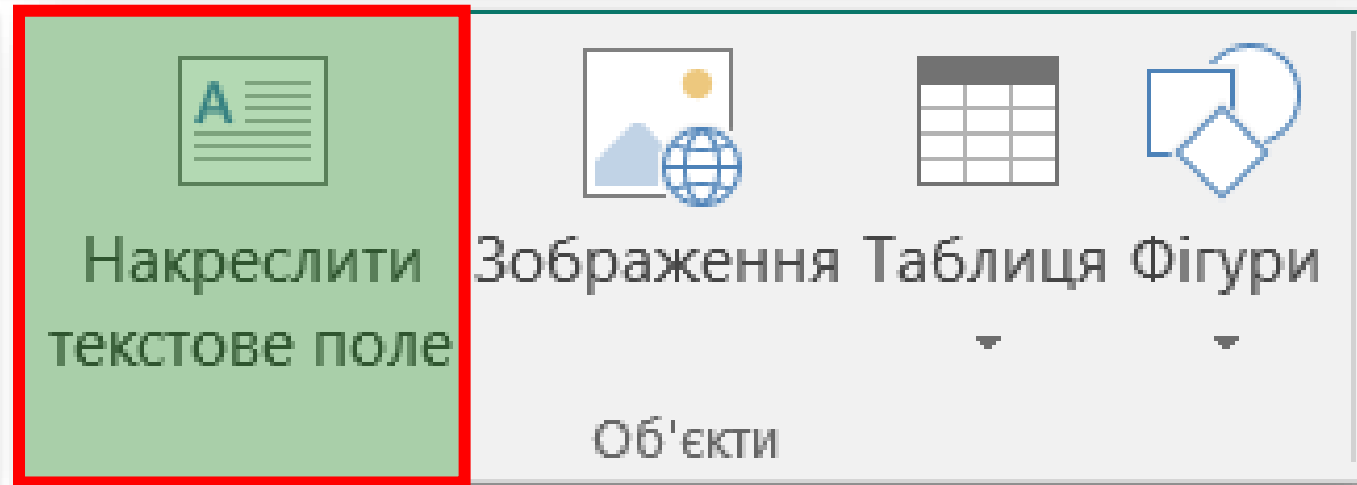 A
Накреслити
текстове поле
Зображення
Таблиця
Фігури
Об'єкти